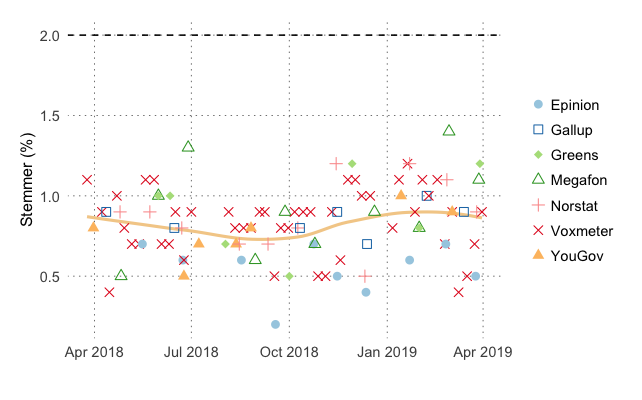 2.0
1.5
1.0
0.5
Stemmer (%)
Apr 2018
Jul 2018
Oct 2018
Jan 2019
Apr 2019
Epinion
Gallup
Greens
Megafon
Norstat
Voxmeter
YouGov